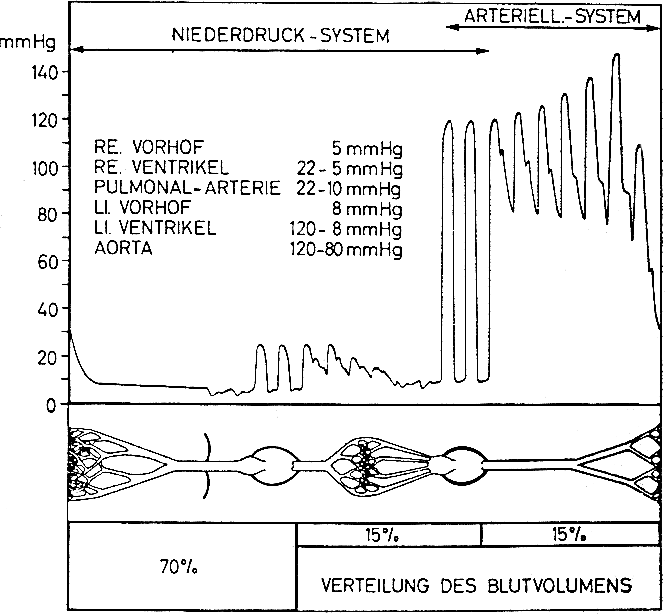 ARTERIELL.-SYSTEM
NIEDERDRUCK-SYSTEM
mmHg
140
120
100
80
60
40
20
0
RE. VORHOF 5 mmHg
RE. VENTRIKEL 22-5 mmHg
PULMONAL-ARTERIE 22-10 mmHg
LI. VORHOF 8 mmHg
LI. VENTRIKEL 120-8 mmHg
AORTA 120-80 mmHg
15% 15%
70%
VERTEILUNG DES BLUTVOLUMENS